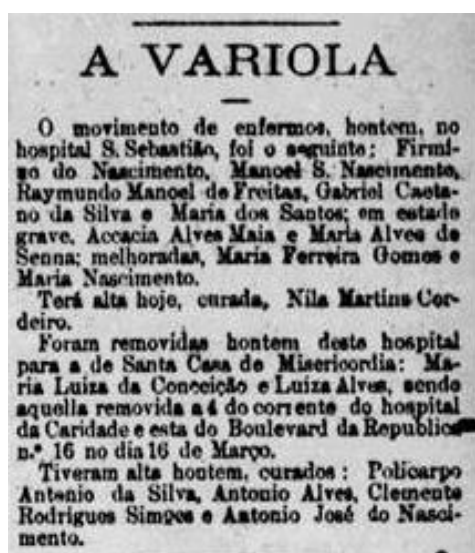 A VARIOLA
O movimento de enfermos, hontem, no
hospital S. Sebastião, foi o seguinte: Firmi-
no do Nascimento, Manoel S. Nascimento,
Raymundo Manoel de Freitas, Gabriel Caeta-
no da Silva e Maria dos Santos; em estado
grave, Accacia Alves Maia e Maria Alves de
Senna; melhoradas, Maria Ferreira Gomes e
Maria Nascimento.
Terá alta hoje, curada, Nila Martins Cor-
deiro.
Foram removidas hontem deste hospital
para a de Santa Casa de Misericordia: Ma-
ria Luiza da Conceição e Luiza Alves, sendo
aquella removida a 4 do corrente do hospital
da Caridade e esta do Boulevard da Republica
n.º 16 no dia 16 de Março.
Tiveram alta hontem, curados: Policarpo
Antonio da Silva, Antonio Alves, Clemente
Rodrigues Simões e Antonio José do Nasci-
mento.